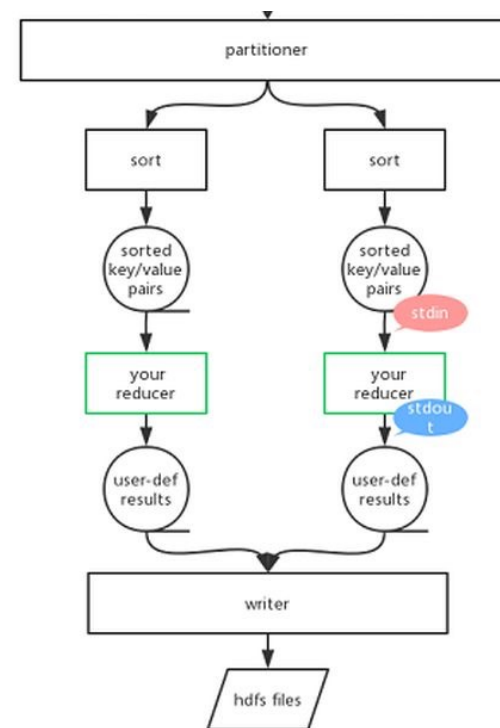 partitioner
sort
sort
sorted
key/value
pairs
sorted
key/value
pairs
stdin
your
reducer
your
reducer
stdou
t
user-def
results
user-def
results
writer
hdfs files